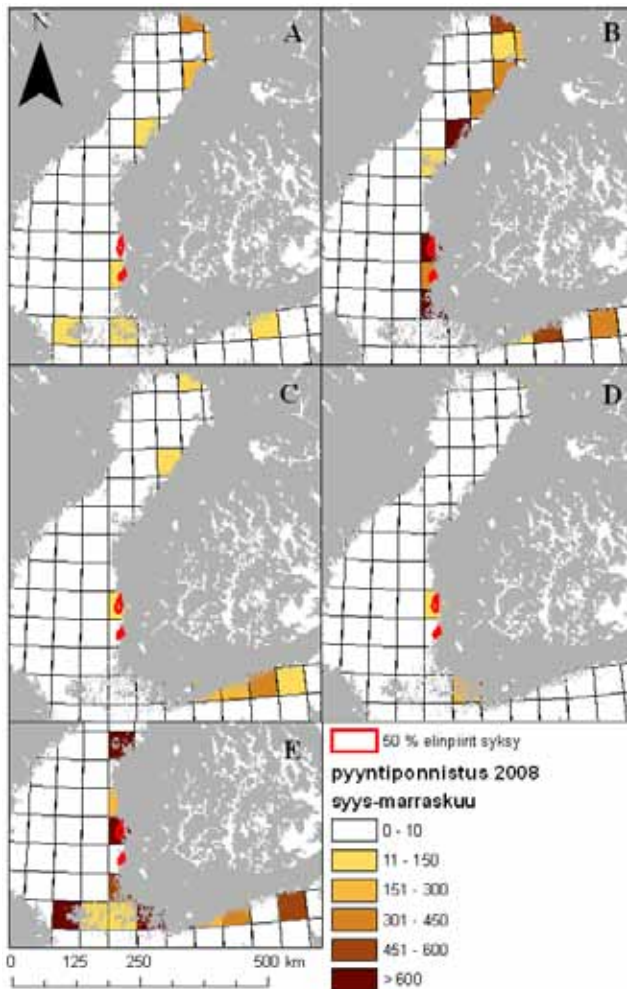 N
A
B
C
D
E
50 % elinpiirit syksy
pyyntiponnistus 2008
syys-marraskuu
0 - 10
11 - 150
151 - 300
301 - 450
451 - 600
> 600
0 125 250 500 km